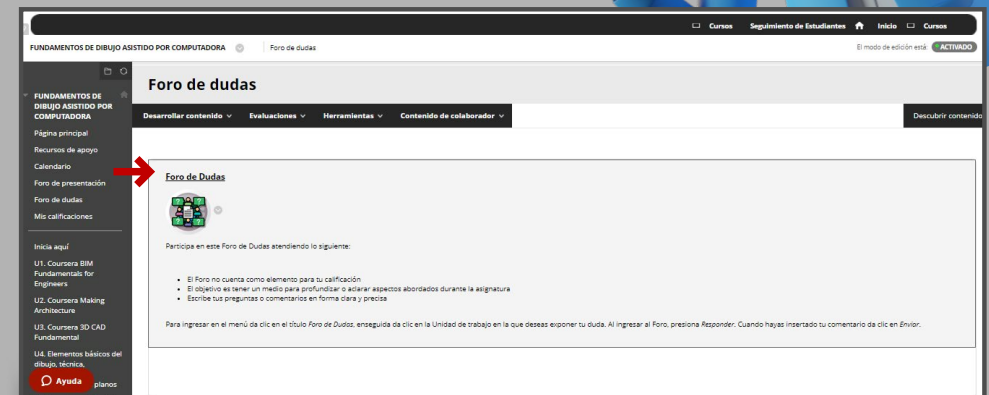 Cursos Seguimiento de Estudiantes Inicio Cursos
FUNDAMENTOS DE DIBUJO ASISTIDO POR COMPUTADORA Foro de dudas El modo de edición está: ACTIVADO
FUNDAMENTOS DE
DIBUJO ASISTIDO POR
COMPUTADORA
Página principal
Recursos de apoyo
Calendario
Foro de presentación
Foro de dudas
Mis calificaciones
Inicia aquí
U1. Coursera BIM
Fundamentals for
Engineers
U2. Coursera Making
Architecture
U3. Coursera 3D CAD
Fundamental
U4. Elementos básicos del
dibujo, técnica,
planos
Ayuda
Foro de dudas
Desarrollar contenido Evaluaciones Herramientas Contenido de colaborador Descubrir contenido
Foro de Dudas
Participa en este Foro de Dudas atendiendo lo siguiente:
• El Foro no cuenta como elemento para tu calificación
• El objetivo es tener un medio para profundizar o aclarar aspectos abordados durante la asignatura
• Escribe tus preguntas o comentarios en forma clara y precisa
Para ingresar en el menú da clic en el título Foro de Dudas, enseguida da clic en la Unidad de trabajo en la que deseas exponer tu duda. Al ingresar al Foro, presiona Responder. Cuando hayas insertado tu comentario da clic en Enviar.